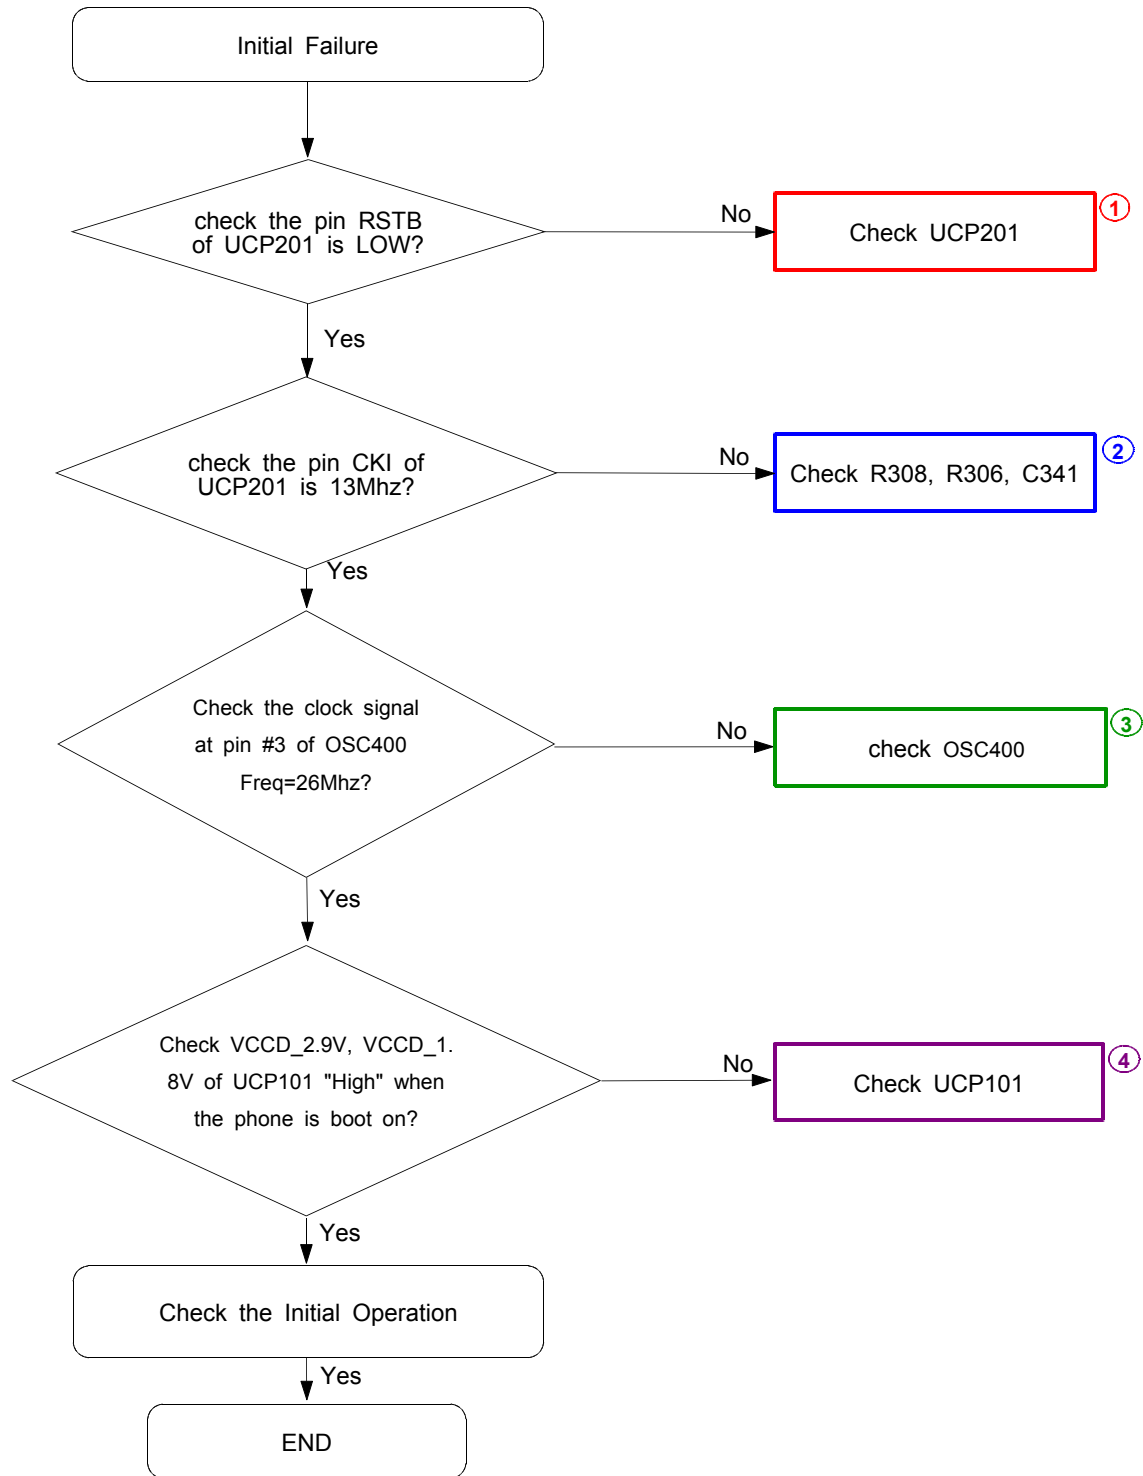 Initial Failure
check the pin RSTB
of UCP201 is LOW?
No
Check UCP201
1
Yes
check the pin CKI of
UCP201 is 13Mhz?
No
Check R308, R306, C341
2
Yes
Check the clock signal
at pin #3 of OSC400
Freq=26Mhz?
No
check OSC400
3
Yes
Check VCCD_2.9V, VCCD_1.
8V of UCP101 "High" when
the phone is boot on?
No
Check UCP101
4
Yes
Check the Initial Operation
Yes
END